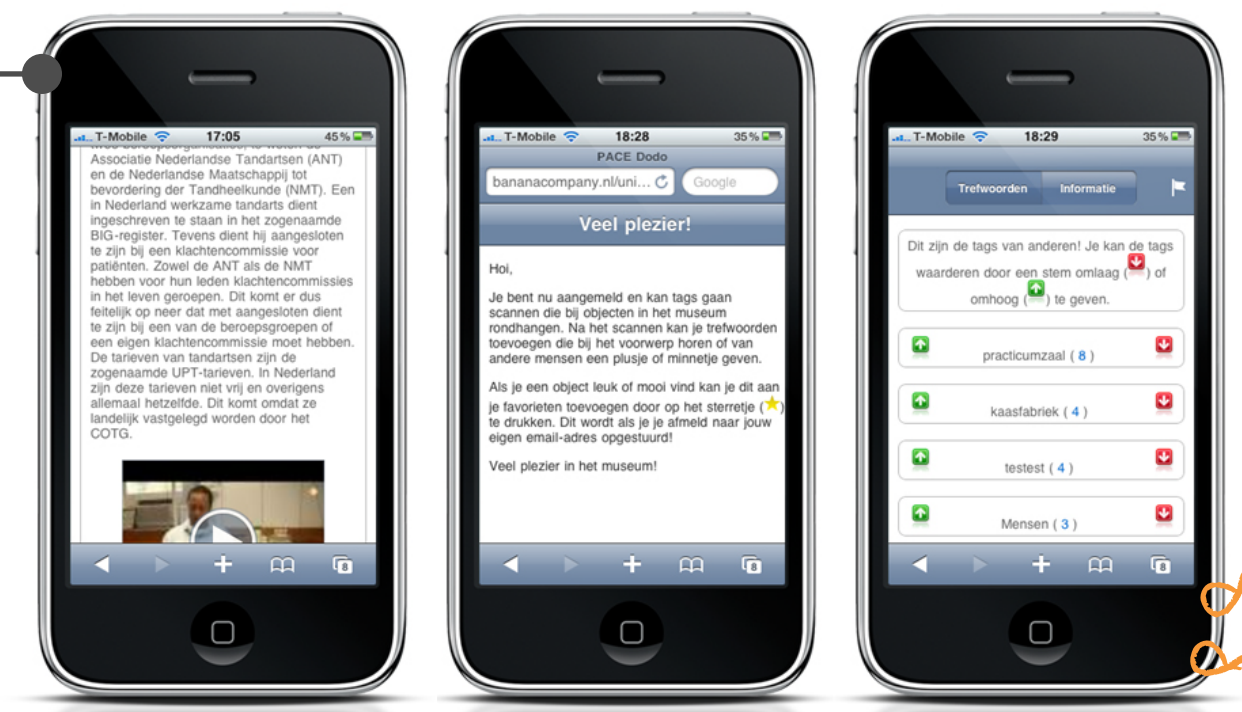 T-Mobile 17:05 45 %
twee beroepsorganisaties, te weten de
Associatie Nederlandse Tandartsen (ANT)
en de Nederlandse Maatschappij tot
bevordering der Tandheelkunde (NMT). Een
in Nederland werkzame tandarts dient
ingeschreven te staan in het zogenaamde
BIG-register. Tevens dient hij aangesloten
te zijn bij een klachtencommissie voor
patiënten. Zowel de ANT als de NMT
hebben voor hun leden klachtencommissies
in het leven geroepen. Dit komt er dus
feitelijk op neer dat met aangesloten dient
te zijn bij een van de beroepsgroepen of
een eigen klachtencommissie moet hebben.
De tarieven van tandartsen zijn de
zogenaamde UPT-tarieven. In Nederland
zijn deze tarieven niet vrij en overigens
allemaal hetzelfde. Dit komt omdat ze
landelijk vastgelegd worden door het
COTG.
8
T-Mobile 18:28 35 %
PACE Dodo
bananacompany.nl/uni... Google
Veel plezier!
Hoi,
Je bent nu aangemeld en kan tags gaan
scannen die bij objecten in het museum
rondhangen. Na het scannen kan je trefwoorden
toevoegen die bij het voorwerp horen of van
andere mensen een plusje of minnetje geven.
Als je een object leuk of mooi vind kan je dit aan
je favorieten toevoegen door op het sterretje (★)
te drukken. Dit wordt als je je afmeld naar jouw
eigen email-adres opgestuurd!
Veel plezier in het museum!
8
T-Mobile 18:29 35 %
Trefwoorden Informatie
Dit zijn de tags van anderen! Je kan de tags
waarderen door een stem omlaag ( ) of
omhoog ( ) te geven.
practicumzaal ( 8 )
kaasfabriek ( 4 )
testest ( 4 )
Mensen ( 3 )
8